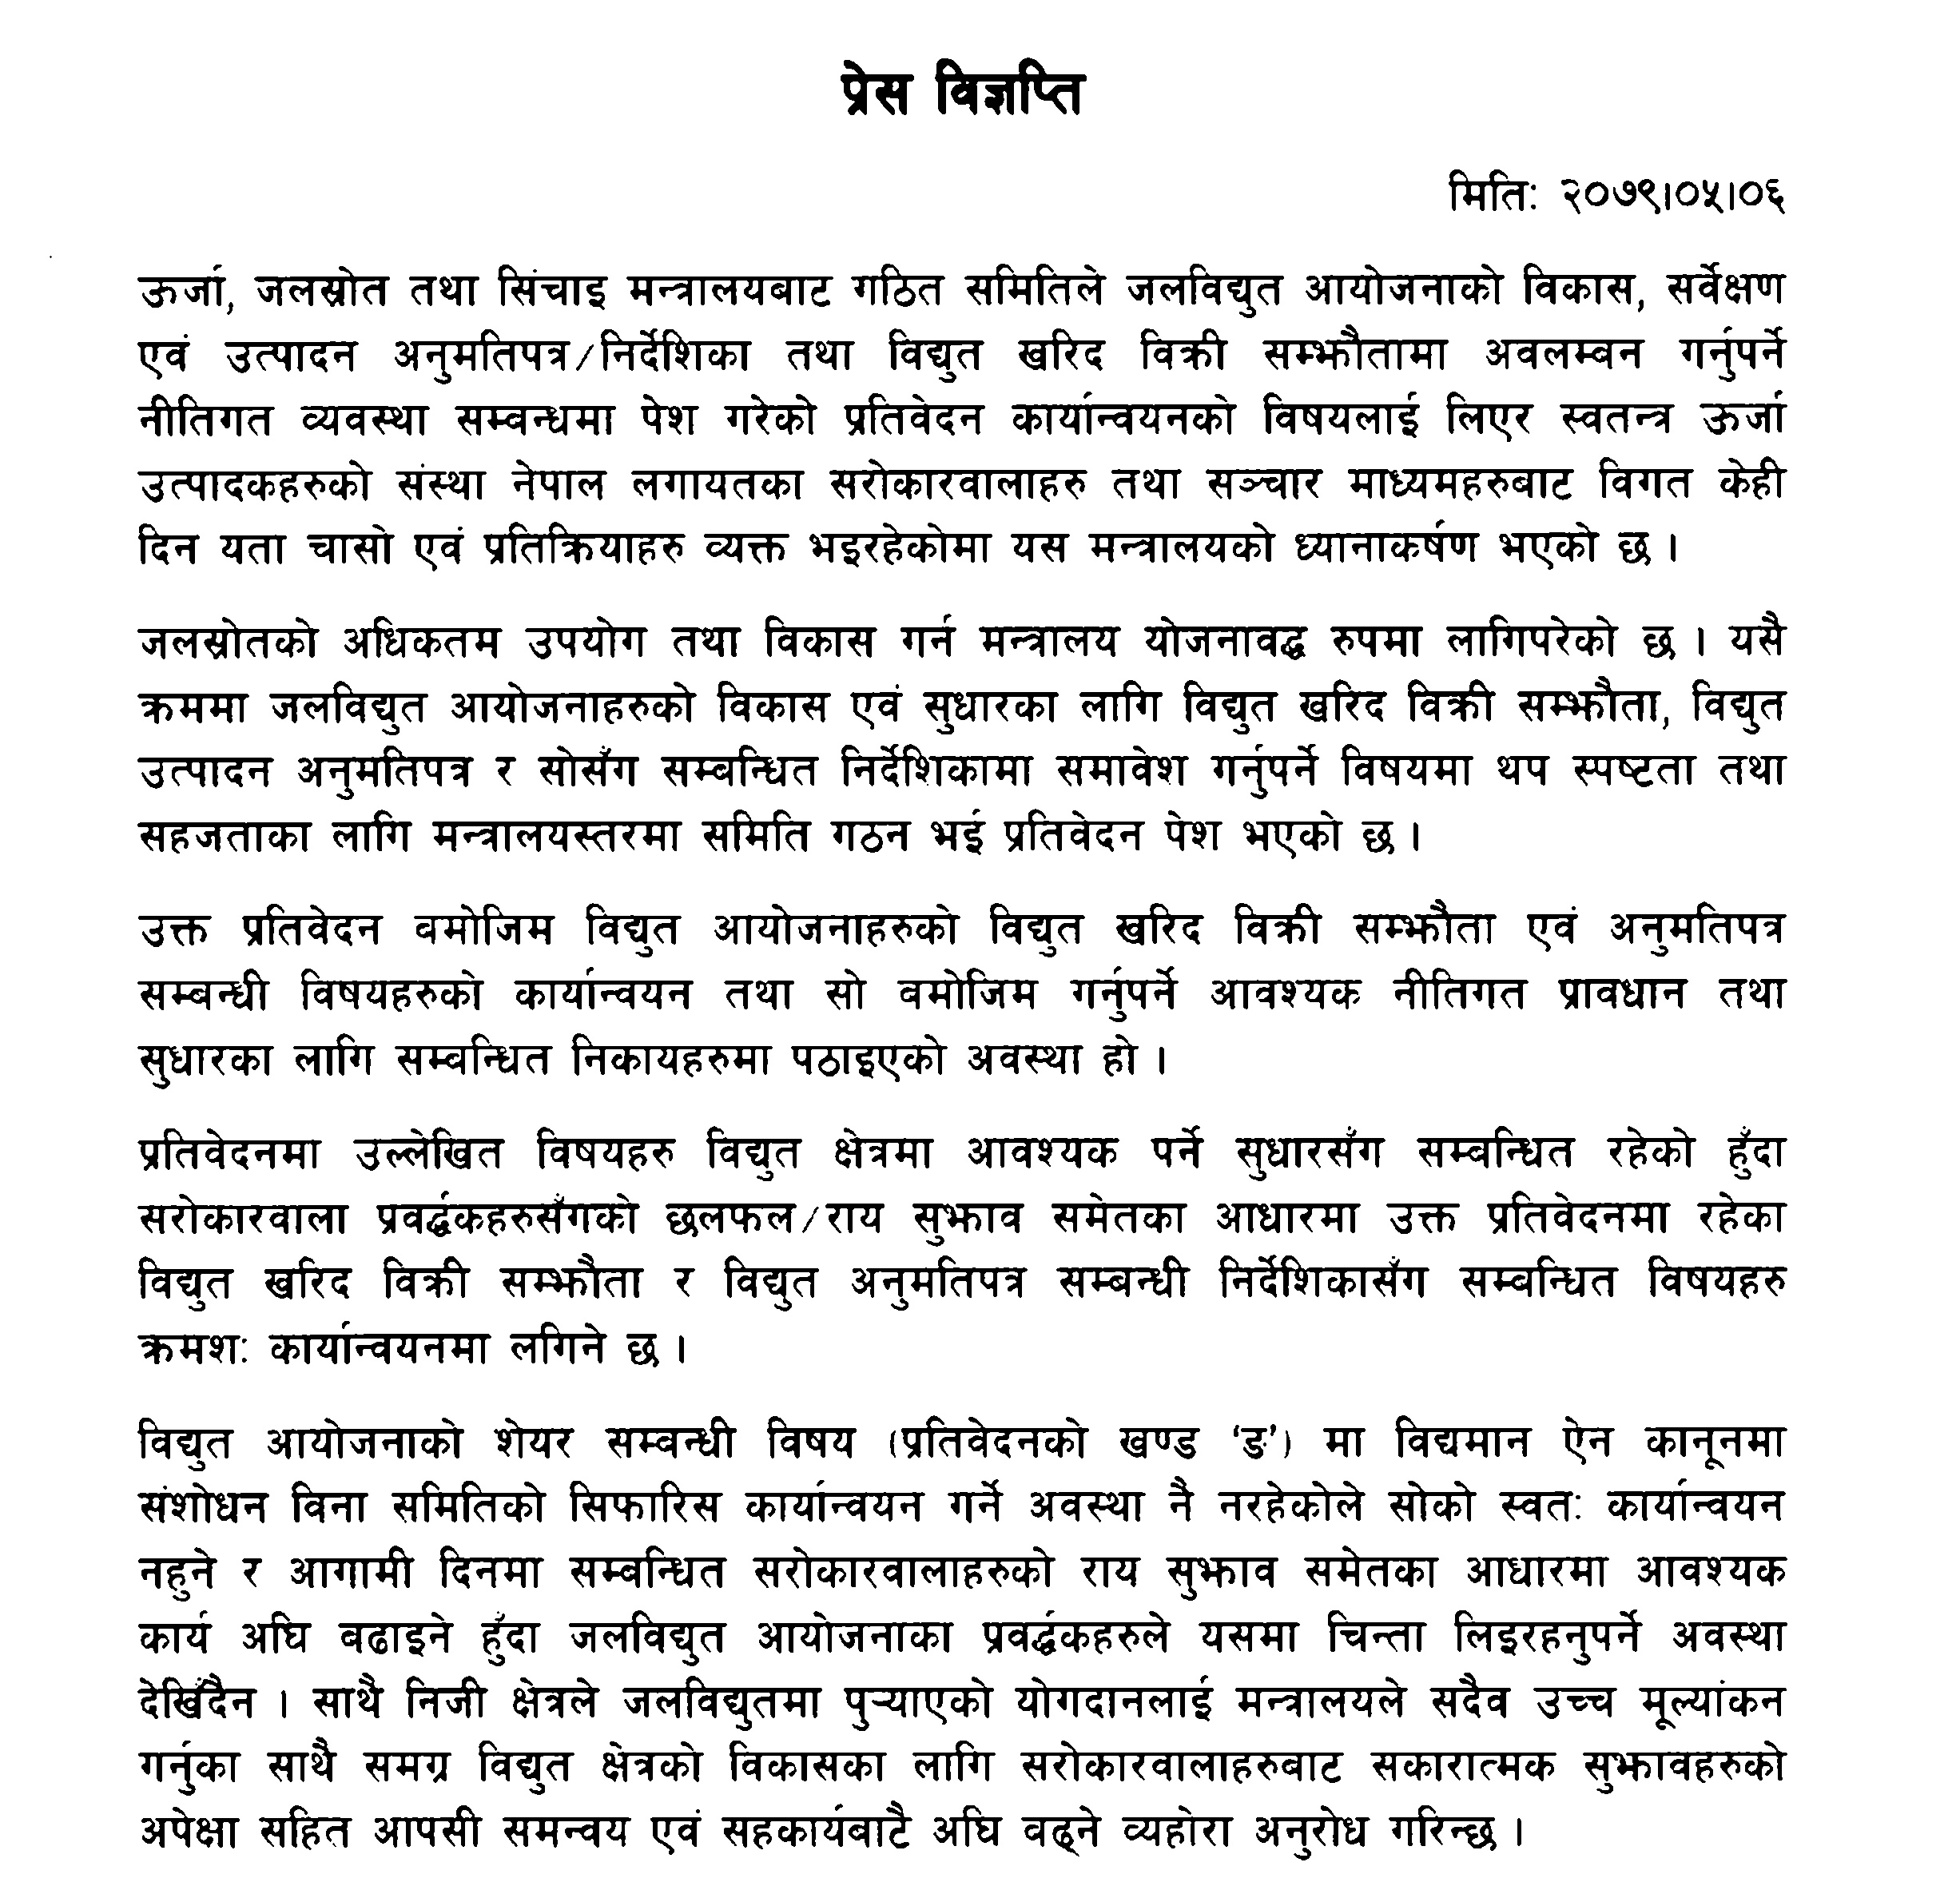 प्रेस विज्ञप्ति
मिति: २०७९।०५।०६
ऊर्जा, जलस्रोत तथा सिंचाइ मन्त्रालयबाट गठित समितिले जलविद्युत आयोजनाको विकास, सर्वेक्षण
एवं उत्पादन अनुमतिपत्र/निर्देशिका तथा विद्युत खरिद विक्री सम्झौतामा अवलम्बन गर्नुपर्ने
नीतिगत व्यवस्था सम्बन्धमा पेश गरेको प्रतिवेदन कार्यान्वयनको विषयलाई लिएर स्वतन्त्र ऊर्जा
उत्पादकहरुको संस्था नेपाल लगायतका सरोकारवालाहरु तथा सञ्चार माध्यमहरुबाट विगत केही
दिन यता चासो एवं प्रतिक्रियाहरु व्यक्त भइरहेकोमा यस मन्त्रालयको ध्यानाकर्षण भएको छ ।
जलस्रोतको अधिकतम उपयोग तथा विकास गर्न मन्त्रालय योजनावद्ध रुपमा लागिपरेको छ । यसै
क्रममा जलविद्युत आयोजनाहरुको विकास एवं सुधारका लागि विद्युत खरिद विक्री सम्झौता, विद्युत
उत्पादन अनुमतिपत्र र सोसँग सम्बन्धित निर्देशिकामा समावेश गर्नुपर्ने विषयमा थप स्पष्टता तथा
सहजताका लागि मन्त्रालयस्तरमा समिति गठन भई प्रतिवेदन पेश भएको छ ।
उक्त प्रतिवेदन बमोजिम विद्युत आयोजनाहरुको विद्युत खरिद विक्री सम्झौता एवं अनुमतिपत्र
सम्बन्धी विषयहरुको कार्यान्वयन तथा सो बमोजिम गर्नुपर्ने आवश्यक नीतिगत प्रावधान तथा
सुधारका लागि सम्बन्धित निकायहरुमा पठाइएको अवस्था हो ।
प्रतिवेदनमा उल्लेखित विषयहरु विद्युत क्षेत्रमा आवश्यक पर्ने सुधारसँग सम्बन्धित रहेको हुँदा
सरोकारवाला प्रवर्द्धकहरुसँगको छलफल/राय सुझाव समेतका आधारमा उक्त प्रतिवेदनमा रहेका
विद्युत खरिद विक्री सम्झौता र विद्युत अनुमतिपत्र सम्बन्धी निर्देशिकासँग सम्बन्धित विषयहरु
क्रमश: कार्यान्वयनमा लगिने छ ।
विद्युत आयोजनाको शेयर सम्बन्धी विषय (प्रतिवेदनको खण्ड 'ङ') मा विद्यमान ऐन कानूनमा
संशोधन विना समितिको सिफारिस कार्यान्वयन गर्ने अवस्था नै नरहेकोले सोको स्वत: कार्यान्वयन
नहुने र आगामी दिनमा सम्बन्धित सरोकारवालाहरुको राय सुझाव समेतका आधारमा आवश्यक
कार्य अघि बढाइने हुँदा जलविद्युत आयोजनाका प्रवर्द्धकहरुले यसमा चिन्ता लिइरहनुपर्ने अवस्था
देखिंदैन । साथै निजी क्षेत्रले जलविद्युतमा पुऱ्याएको योगदानलाई मन्त्रालयले सदैव उच्च मूल्यांकन
गर्नुका साथै समग्र विद्युत क्षेत्रको विकासका लागि सरोकारवालाहरुबाट सकारात्मक सुझावहरुको
अपेक्षा सहित आपसी समन्वय एवं सहकार्यबाटै अघि बढ्ने व्यहोरा अनुरोध गरिन्छ ।